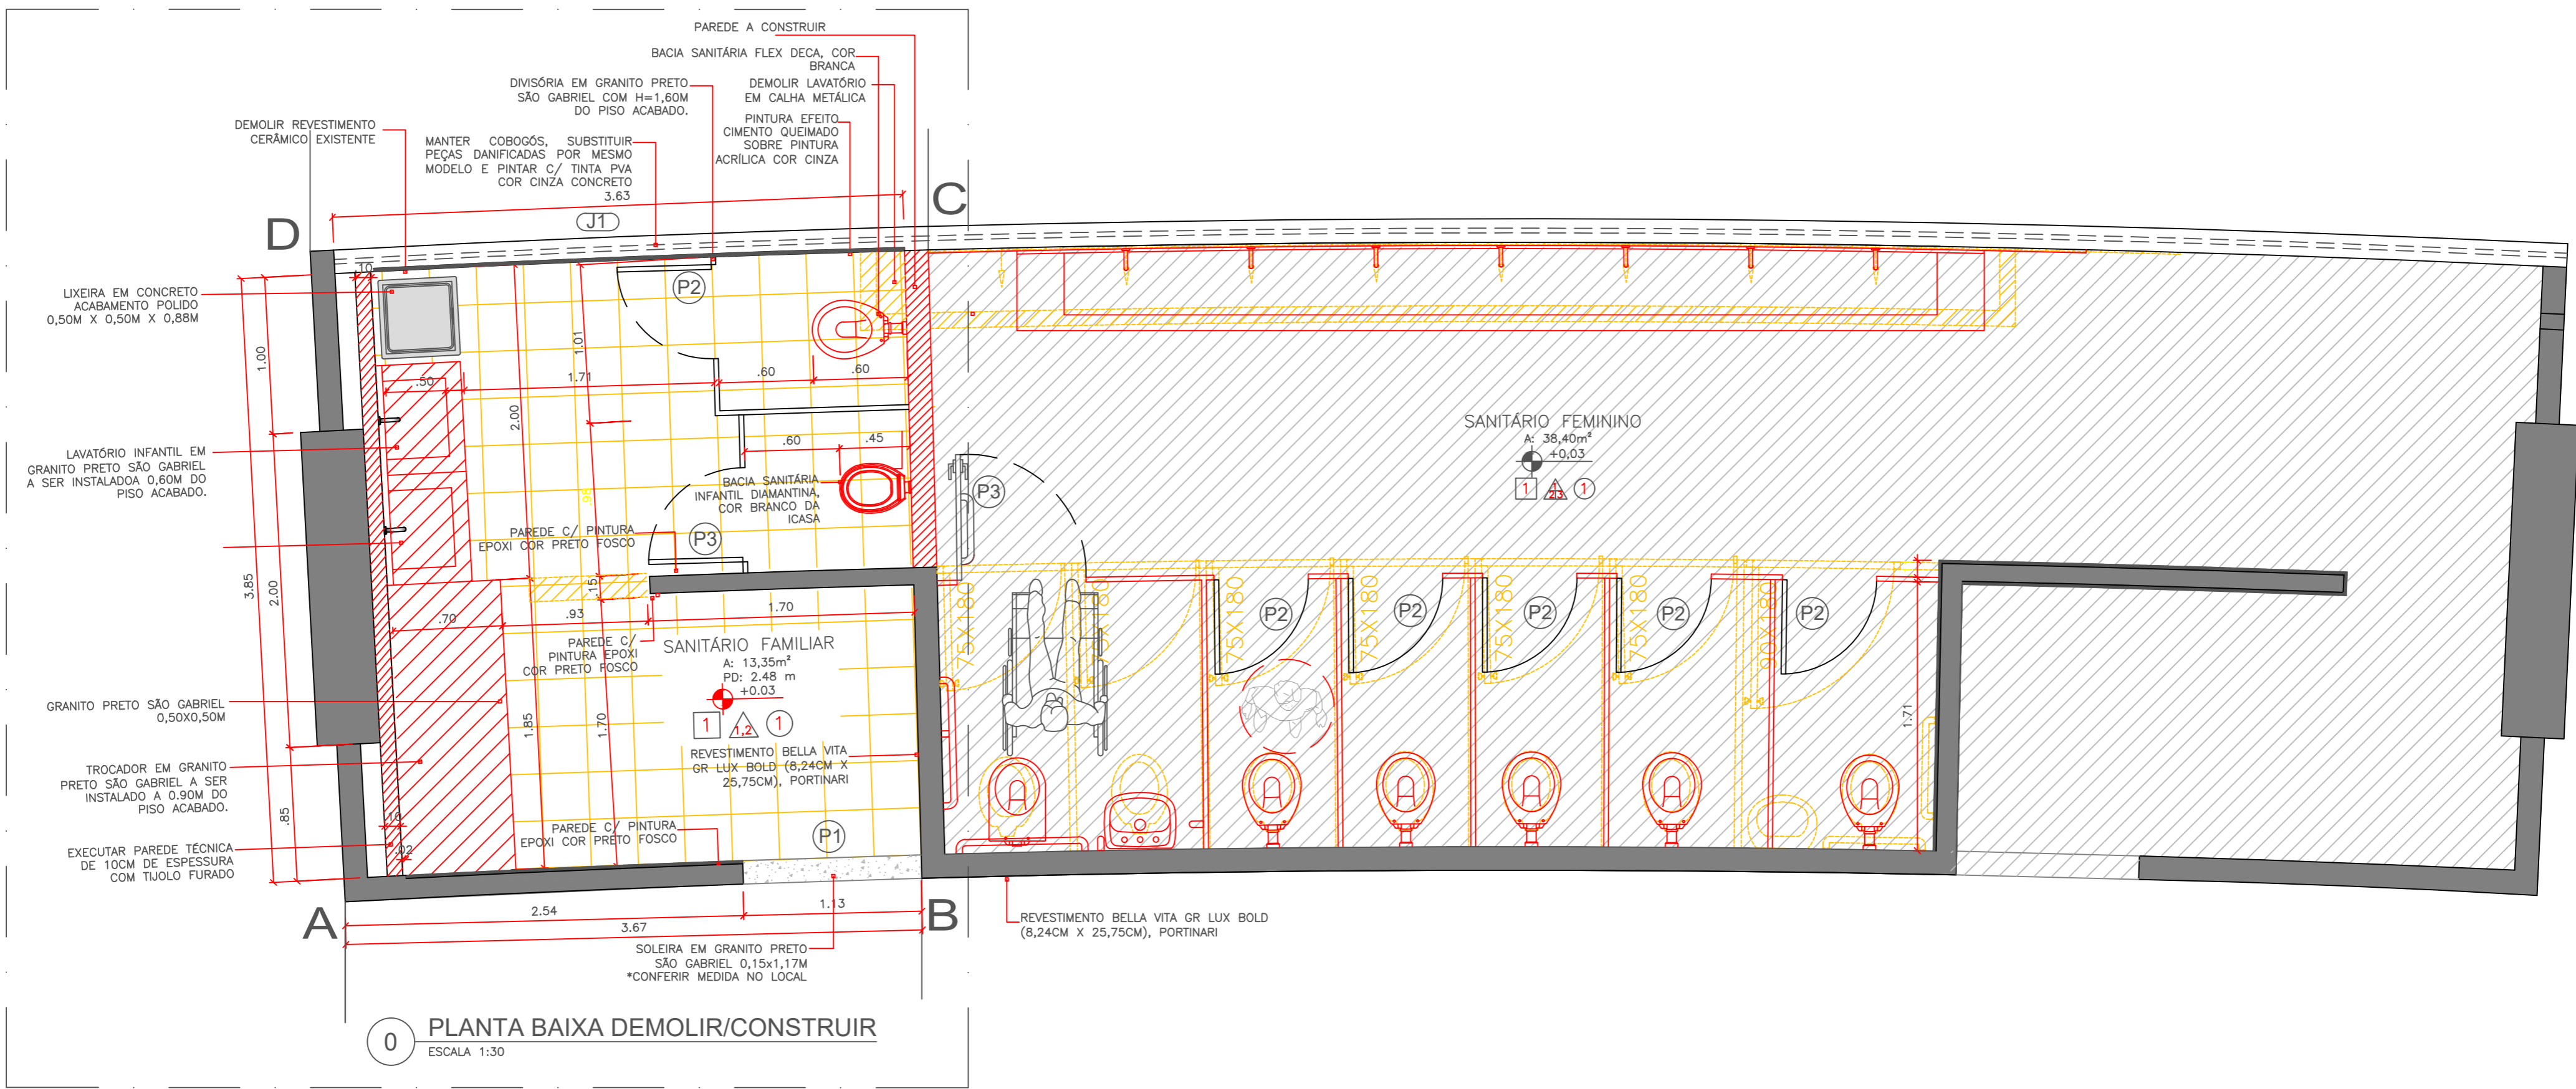 PAREDE A CONSTRUIR
BACIA SANITÁRIA FLEX DECA, COR
BRANCA
DIVISÓRIA EM GRANITO PRETO
SÃO GABRIEL COM H=1,60M
DO PISO ACABADO.
DEMOLIR LAVATÓRIO
EM CALHA METÁLICA
DEMOLIR REVESTIMENTO
CERÂMICO EXISTENTE
MANTER COBOGÓS, SUBSTITUIR
PEÇAS DANIFICADAS POR MESMO
MODELO E PINTAR C/ TINTA PVA
COR CINZA CONCRETO
PINTURA EFEITO
CIMENTO QUEIMADO
SOBRE PINTURA
ACRÍLICA COR CINZA
3.63
J1
D
C
.10
P2
LIXEIRA EM CONCRETO
ACABAMENTO POLIDO
0,50M X 0,50M X 0,88M
1.00
1.01
.50
1.71
.60
.60
2.00
LAVATÓRIO INFANTIL EM
GRANITO PRETO SÃO GABRIEL
A SER INSTALADOA 0,60M DO
PISO ACABADO.
.60
.45
BACIA SANITÁRIA
INFANTIL DIAMANTINA,
COR BRANCO DA
ICASA
PAREDE C/ PINTURA
EPOXI COR PRETO FOSCO
P3
P3
SANITÁRIO FEMININO
A: 38,40m²
+0,03
1
1
2,3
1
3.85
2.00
.15
.70
.93
1.70
PAREDE C/
PINTURA EPOXI
COR PRETO FOSCO
SANITÁRIO FAMILIAR
A: 13,35m²
PD: 2.48 m
+0.03
1
1,2
1
75X180
75X180
75X180
75X180
75X180
90X180
P2
P2
P2
P2
P2
1.71
GRANITO PRETO SÃO GABRIEL
0,50X0,50M
1.85
1.70
REVESTIMENTO BELLA VITA
GR LUX BOLD (8,24CM X
25,75CM), PORTINARI
TROCADOR EM GRANITO
PRETO SÃO GABRIEL A SER
INSTALADO A 0.90M DO
PISO ACABADO.
.85
.10
.02
PAREDE C/ PINTURA
EPOXI COR PRETO FOSCO
P1
EXECUTAR PAREDE TÉCNICA
DE 10CM DE ESPESSURA
COM TIJOLO FURADO
A
B
2.54
1.13
3.67
REVESTIMENTO BELLA VITA GR LUX BOLD
(8,24CM X 25,75CM), PORTINARI
SOLEIRA EM GRANITO PRETO
SÃO GABRIEL 0,15x1,17M
*CONFERIR MEDIDA NO LOCAL
0
PLANTA BAIXA DEMOLIR/CONSTRUIR
ESCALA 1:30